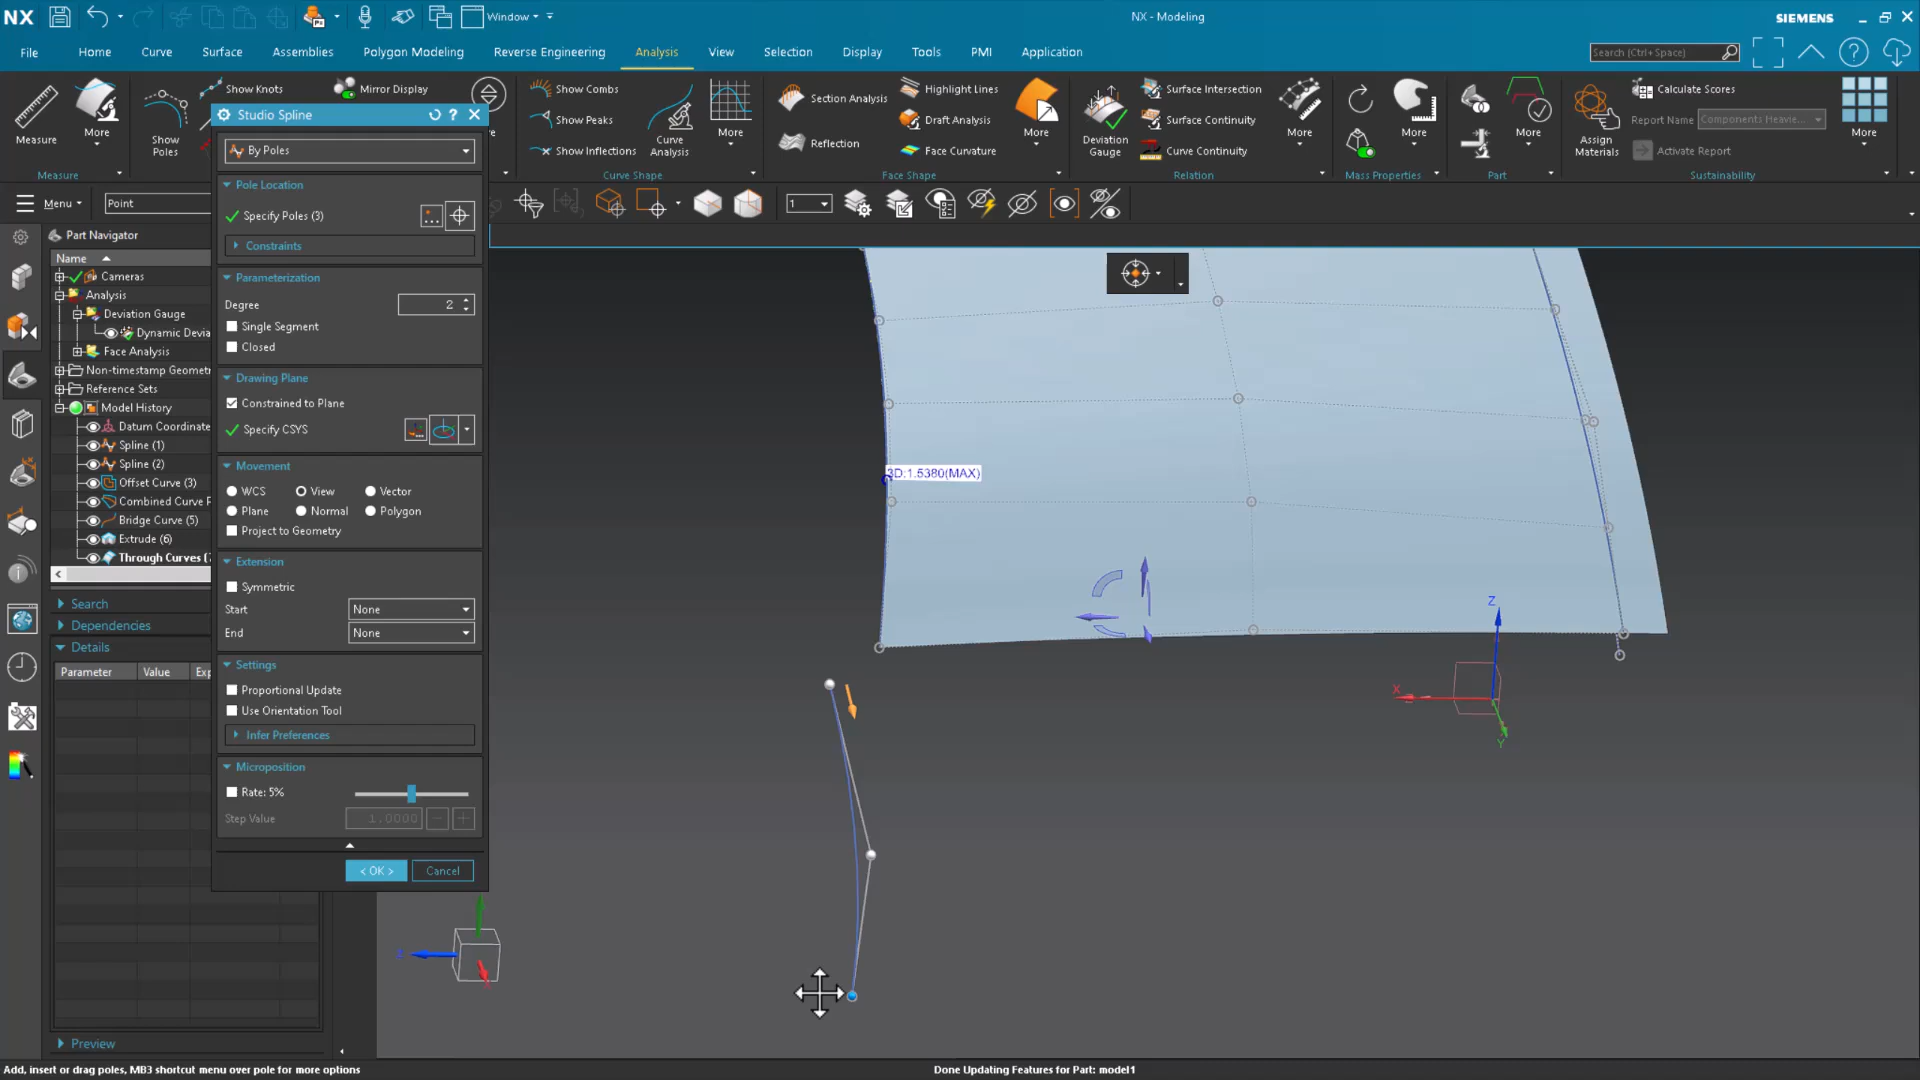 NX
Window
NX - Modeling
SIEMENS
File
Home
Curve
Surface
Assemblies
Polygon Modeling
Reverse Engineering
Analysis
View
Selection
Display
Tools
PMI
Application
Search (Ctrl+Space)
Measure
More
Show Poles
Show Knots
Mirror Display
Show Combs
Show Peaks
Show Inflections
Curve Analysis
More
Section Analysis
Reflection
Highlight Lines
Draft Analysis
Face Curvature
More
Deviation Gauge
Surface Intersection
Surface Continuity
Curve Continuity
More
More
More
Assign Materials
Calculate Scores
Report Name
Components Heavie...
Activate Report
More
Measure
Curve Shape
Face Shape
Relation
Mass Properties
Part
Sustainability
Menu
Point
1
Studio Spline
By Poles
Pole Location
Specify Poles (3)
Constraints
Parameterization
Degree
2
Single Segment
Closed
Drawing Plane
Constrained to Plane
Specify CSYS
Movement
WCS
View
Vector
Plane
Normal
Polygon
Project to Geometry
Extension
Symmetric
Start
None
End
None
Settings
Proportional Update
Use Orientation Tool
Infer Preferences
Microposition
Rate: 5%
Step Value
1.0000
< OK >
Cancel
Part Navigator
Name
Cameras
Analysis
Deviation Gauge
Dynamic Devia
Face Analysis
Non-timestamp Geometr
Reference Sets
Model History
Datum Coordinate
Spline (1)
Spline (2)
Offset Curve (3)
Combined Curve P
Bridge Curve (5)
Extrude (6)
Through Curves (
Search
Dependencies
Details
Parameter
Value
Exp
Preview
3D:1.5380(MAX)
Z
X
Y
Add, insert or drag poles, MB3 shortcut menu over pole for more options
Done Updating Features for Part: model1